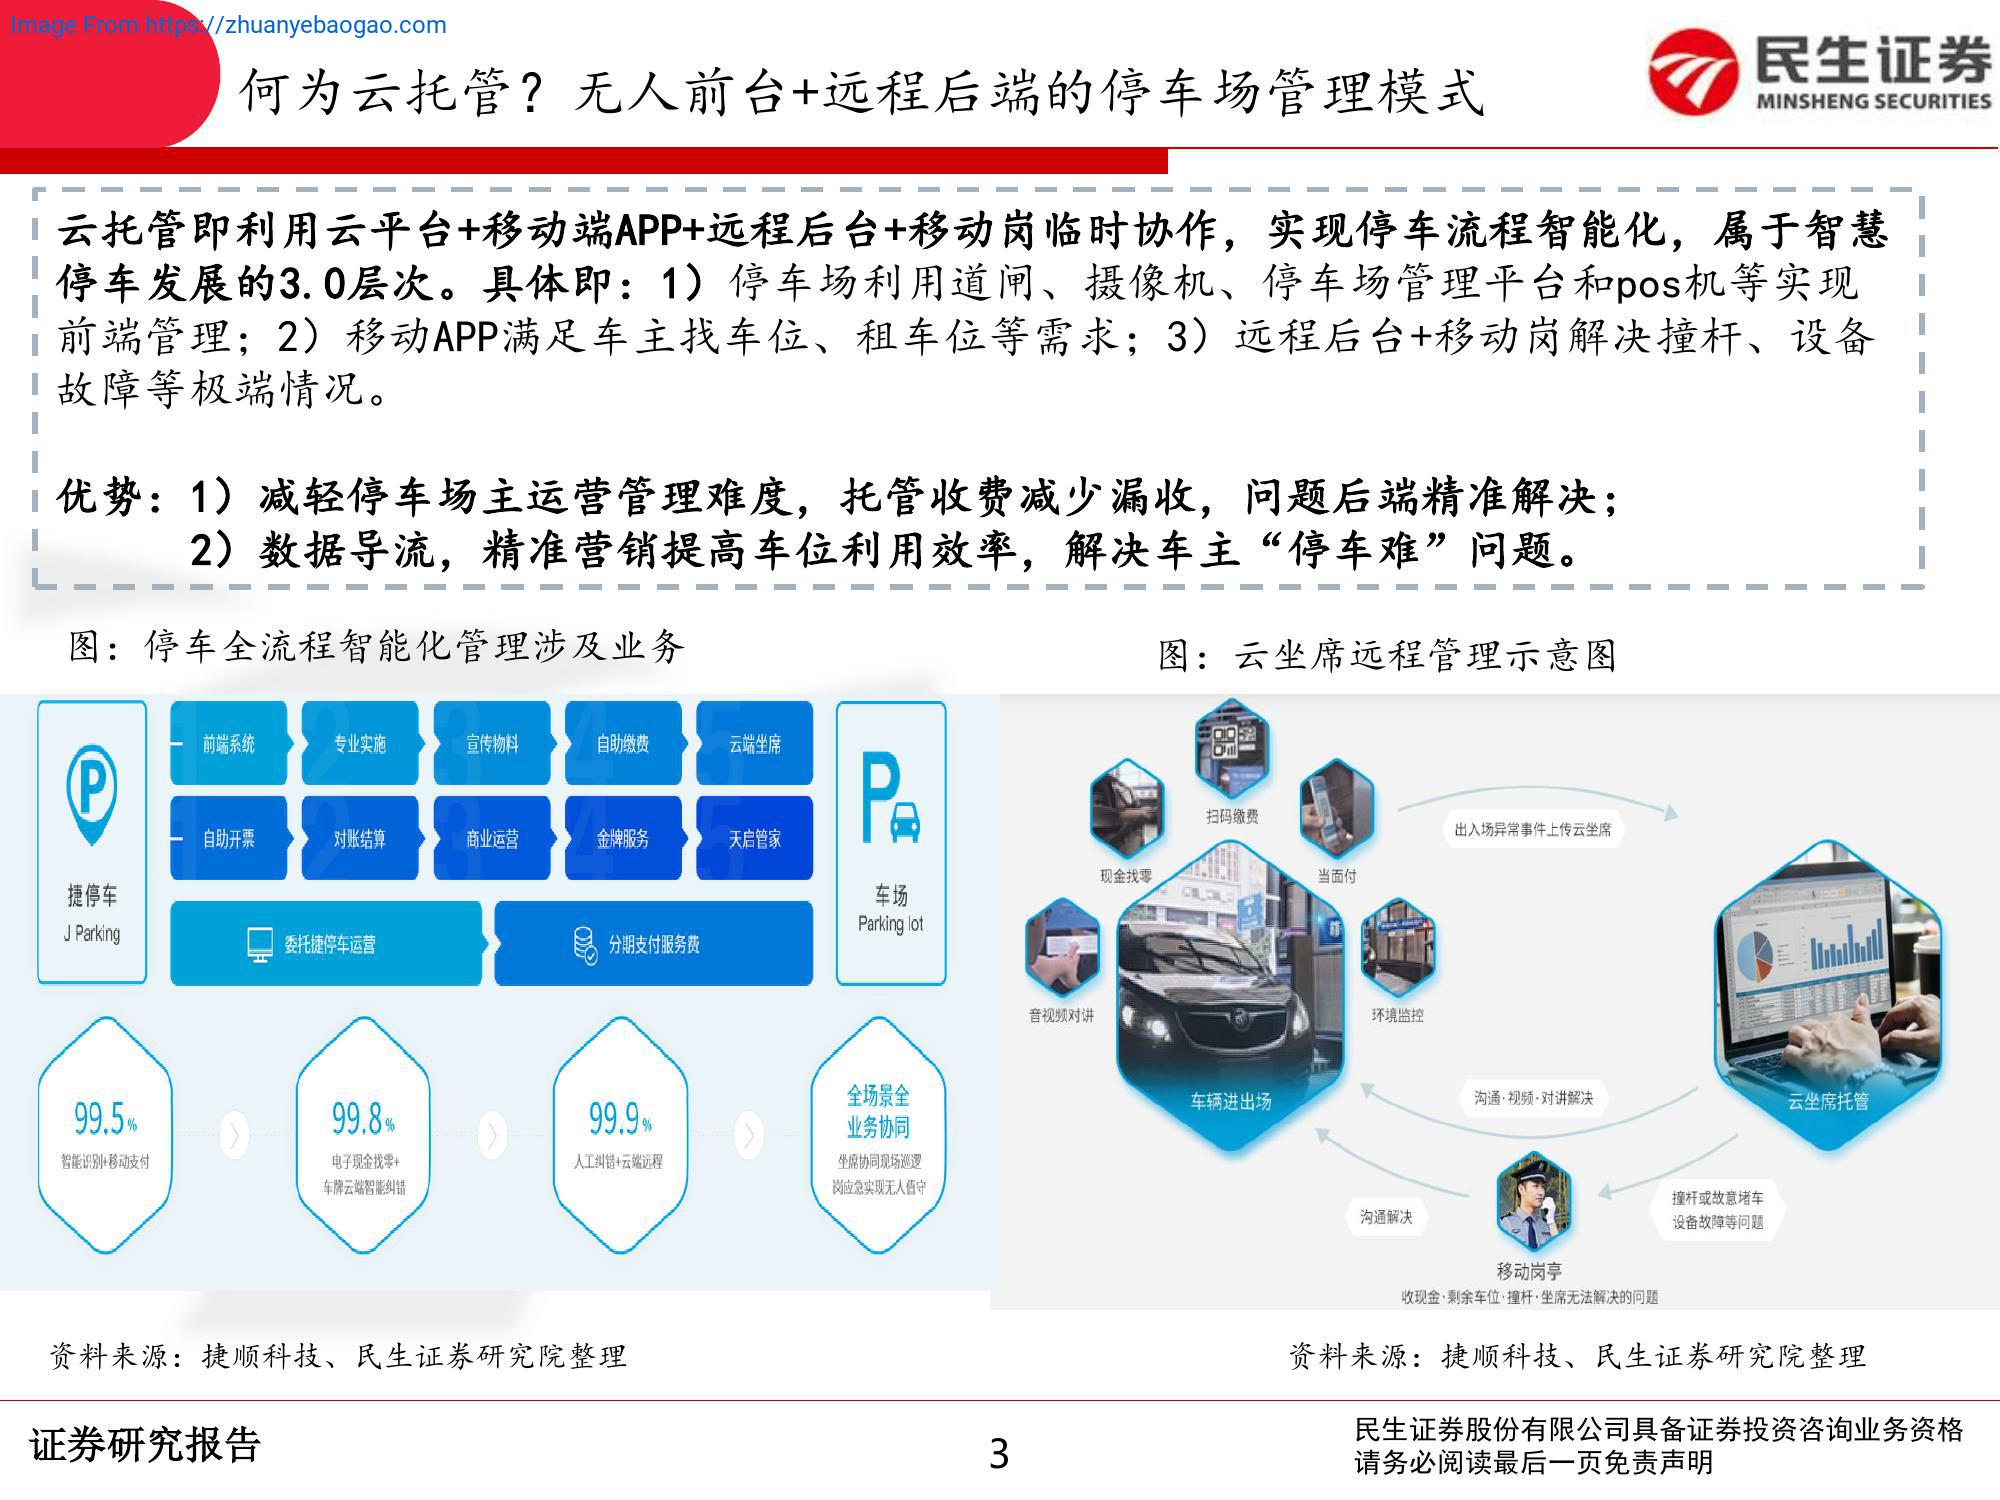 Image From https://zhuanyebaogao.com
何为云托管？无人前台+远程后端的停车场管理模式
民生证券
MINSHENG SECURITIES
云托管即利用云平台+移动端APP+远程后台+移动岗临时协作，实现停车流程智能化，属于智慧
停车发展的3.0层次。具体即：1）停车场利用道闸、摄像机、停车场管理平台和pos机等实现
前端管理；2）移动APP满足车主找车位、租车位等需求；3）远程后台+移动岗解决撞杆、设备
故障等极端情况。
优势：1）减轻停车场主运营管理难度，托管收费减少漏收，问题后端精准解决；
2）数据导流，精准营销提高车位利用效率，解决车主“停车难”问题。
图：停车全流程智能化管理涉及业务
捷停车
J Parking
前端系统
专业实施
宣传物料
自助缴费
云端坐席
自助开票
对账结算
商业运营
金牌服务
天启管家
委托捷停车运营
分期支付服务费
P
车场
Parking lot
99.5%
智能识别+移动支付
99.8%
电子现金找零+
车牌云端智能纠错
99.9%
人工纠错+云端远程
全场景全
业务协同
坐席协同现场巡逻
岗应急实现无人值守
资料来源：捷顺科技、民生证券研究院整理
图：云坐席远程管理示意图
扫码缴费
现金找零
当面付
音视频对讲
环境监控
车辆进出场
出入场异常事件上传云坐席
云坐席托管
沟通·视频·对讲解决
沟通解决
撞杆或故意堵车
设备故障等问题
移动岗亭
收现金·剩余车位·撞杆·坐席无法解决的问题
资料来源：捷顺科技、民生证券研究院整理
证券研究报告
3
民生证券股份有限公司具备证券投资咨询业务资格
请务必阅读最后一页免责声明